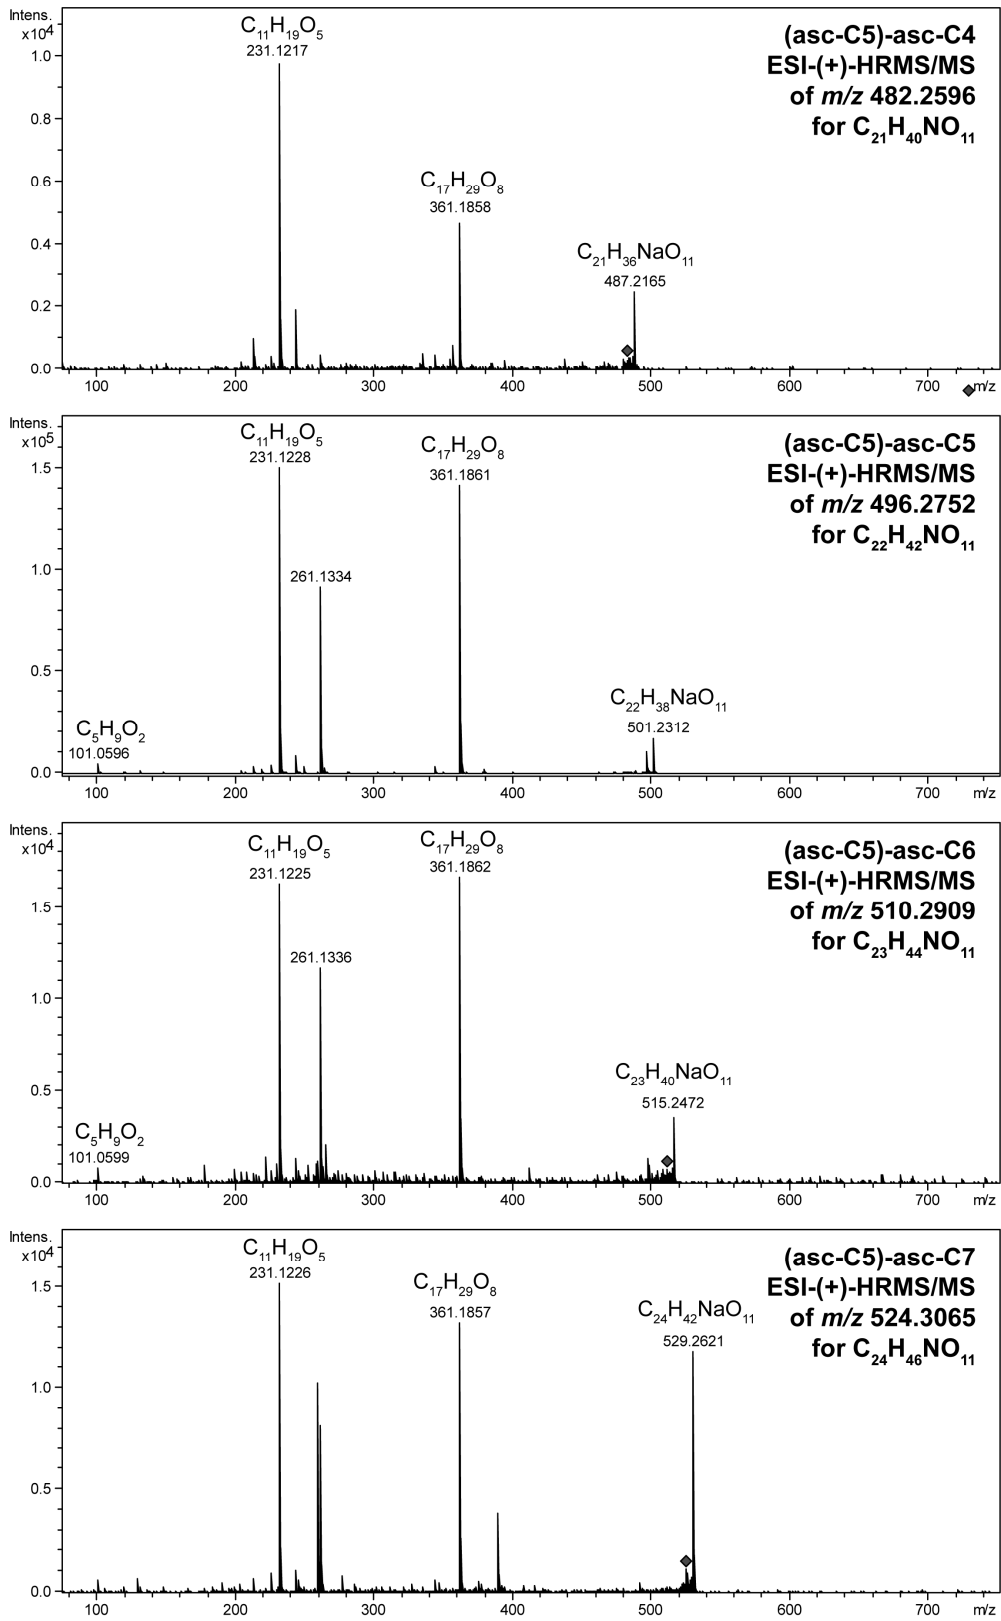 Intens.
x10⁴
C₁₁H₁₉O₅
231.1217
(asc-C5)-asc-C4
ESI-(+)-HRMS/MS
of m/z 482.2596
for C₂₁H₄₀NO₁₁
1.0
0.8
C₁₇H₂₉O₈
361.1858
0.6
C₂₁H₃₆NaO₁₁
487.2165
0.4
0.2
0.0
100 200 300 400 500 600 700 m/z
Intens.
x10⁵
C₁₁H₁₉O₅
231.1228
C₁₇H₂₉O₈
361.1861
(asc-C5)-asc-C5
ESI-(+)-HRMS/MS
of m/z 496.2752
for C₂₂H₄₂NO₁₁
1.5
261.1334
1.0
0.5
C₂₂H₃₈NaO₁₁
501.2312
C₅H₉O₂
101.0596
0.0
100 200 300 400 500 600 700 m/z
Intens.
x10⁴
C₁₁H₁₉O₅
231.1225
C₁₇H₂₉O₈
361.1862
(asc-C5)-asc-C6
ESI-(+)-HRMS/MS
of m/z 510.2909
for C₂₃H₄₄NO₁₁
1.5
261.1336
1.0
C₂₃H₄₀NaO₁₁
515.2472
0.5
C₅H₉O₂
101.0599
0.0
100 200 300 400 500 600 700 m/z
Intens.
x10⁴
C₁₁H₁₉O₅
231.1226
C₁₇H₂₉O₈
361.1857
C₂₄H₄₂NaO₁₁
529.2621
(asc-C5)-asc-C7
ESI-(+)-HRMS/MS
of m/z 524.3065
for C₂₄H₄₆NO₁₁
1.5
1.0
0.5
0.0
100 200 300 400 500 600 700 m/z